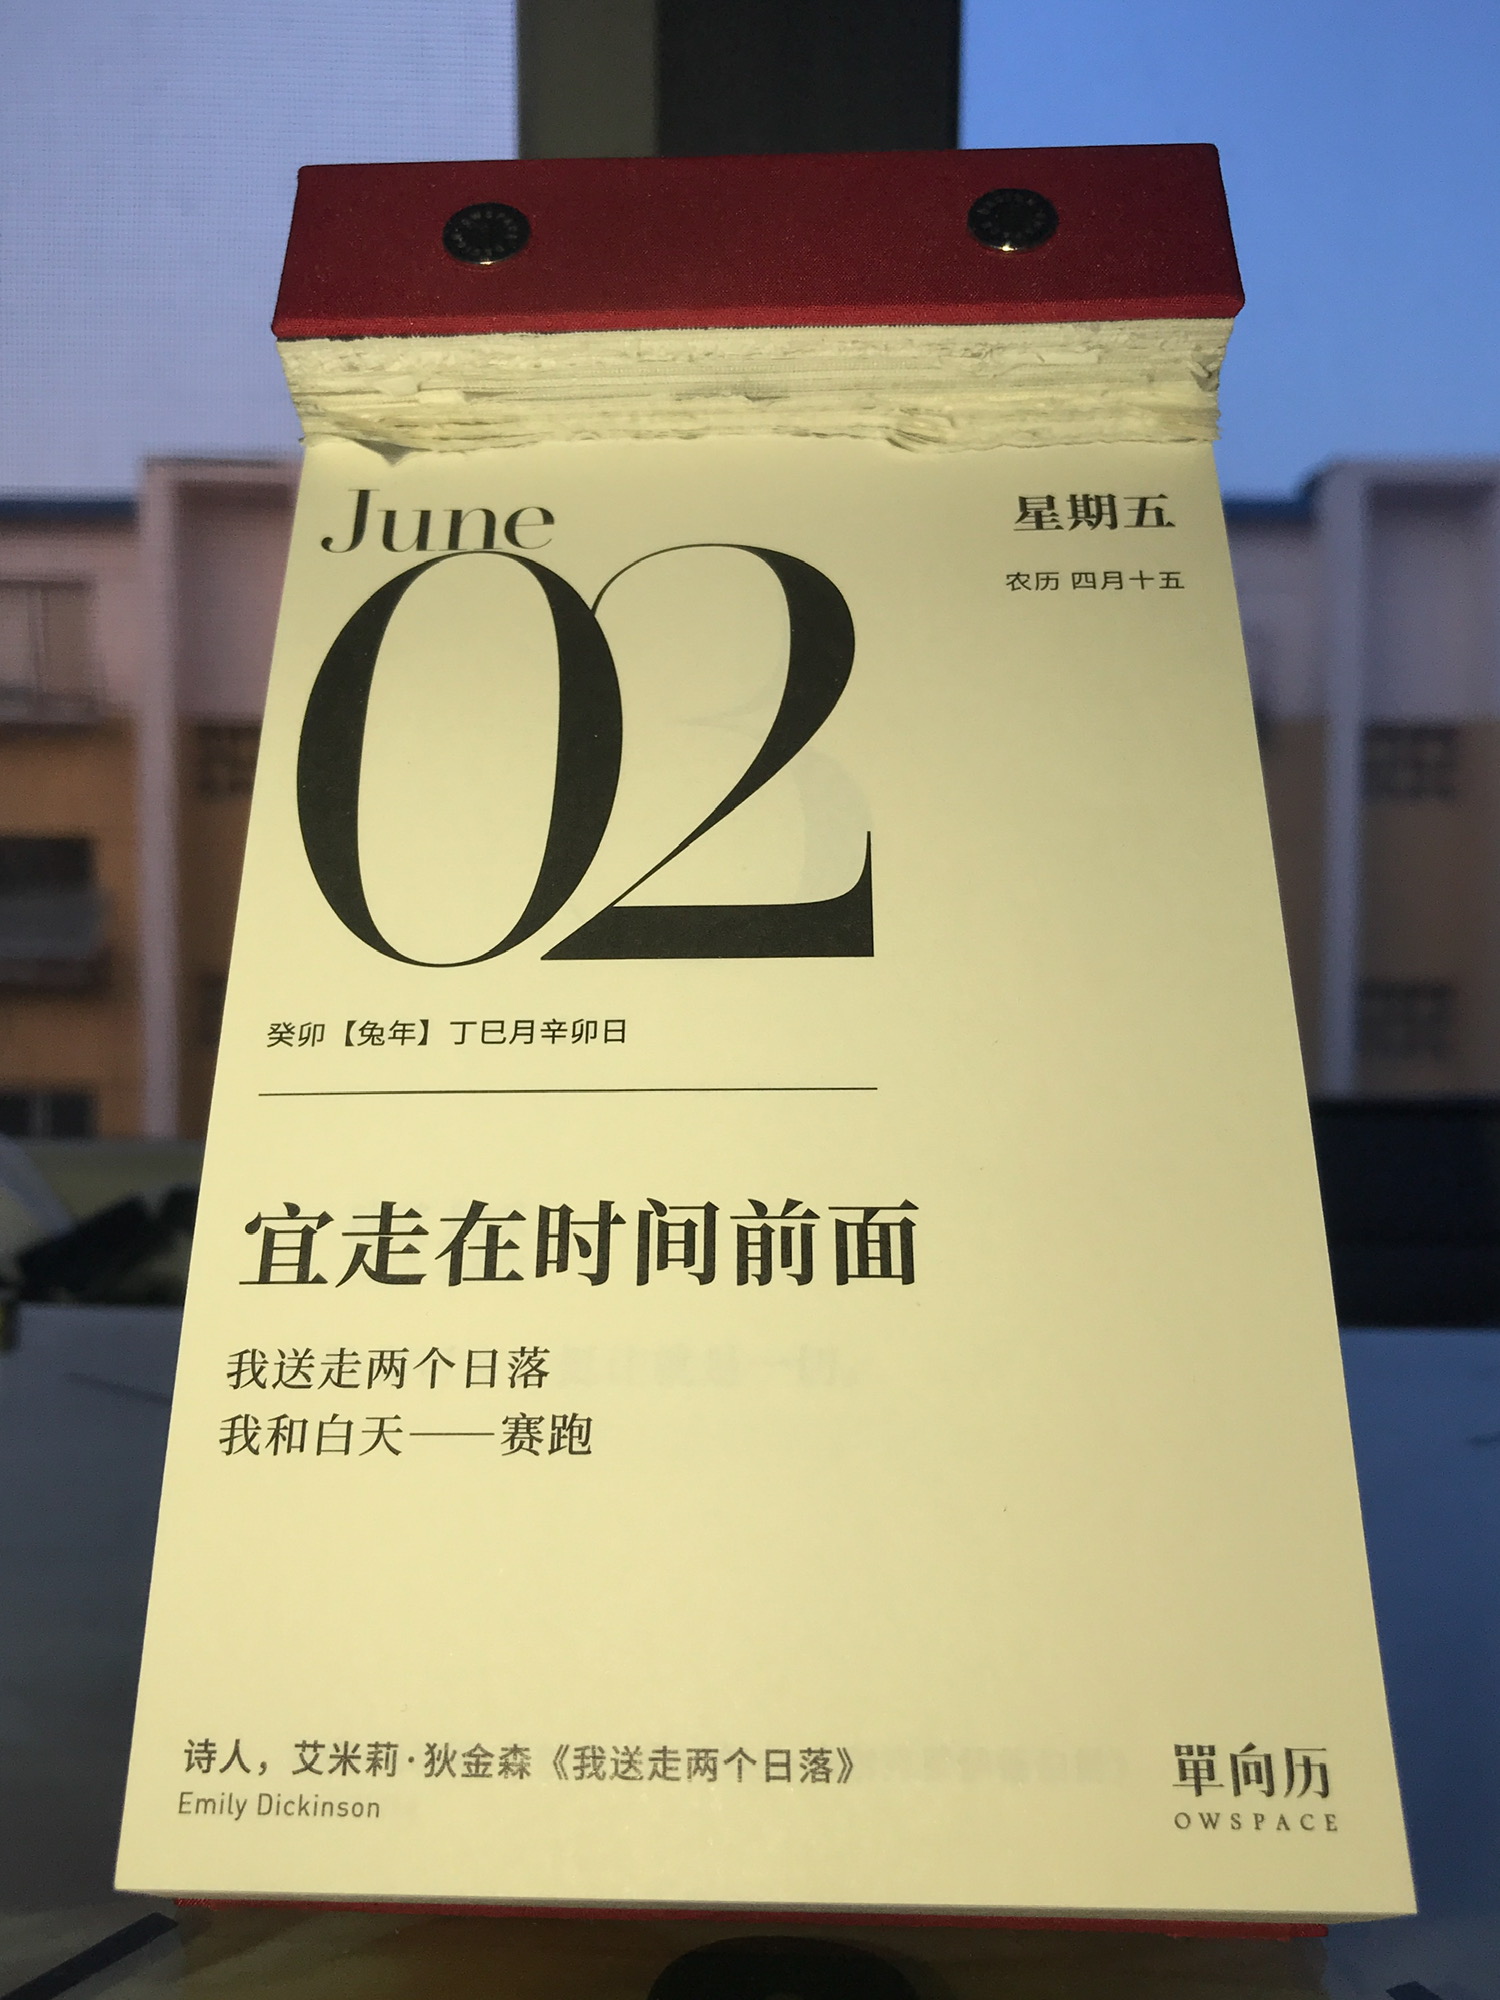 June
星期五
农历 四月十五
02
癸卯【兔年】丁巳月辛卯日
宜走在时间前面
我送走两个日落
我和白天——赛跑
诗人，艾米莉·狄金森《我送走两个日落》
Emily Dickinson
單向历
OWSPACE